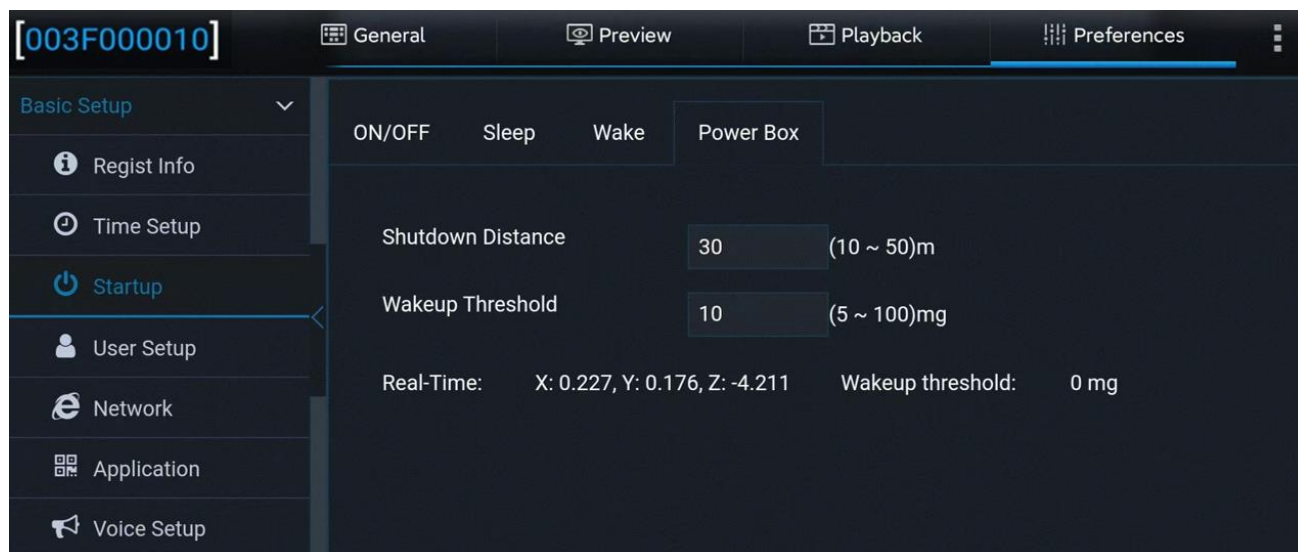 [003F000010]
General
Preview
Playback
Preferences
Basic Setup
Regist Info
Time Setup
Startup
User Setup
Network
Application
Voice Setup
ON/OFF
Sleep
Wake
Power Box
Shutdown Distance 30 (10 ~ 50)m
Wakeup Threshold 10 (5 ~ 100)mg
Real-Time: X: 0.227, Y: 0.176, Z: -4.211 Wakeup threshold: 0 mg